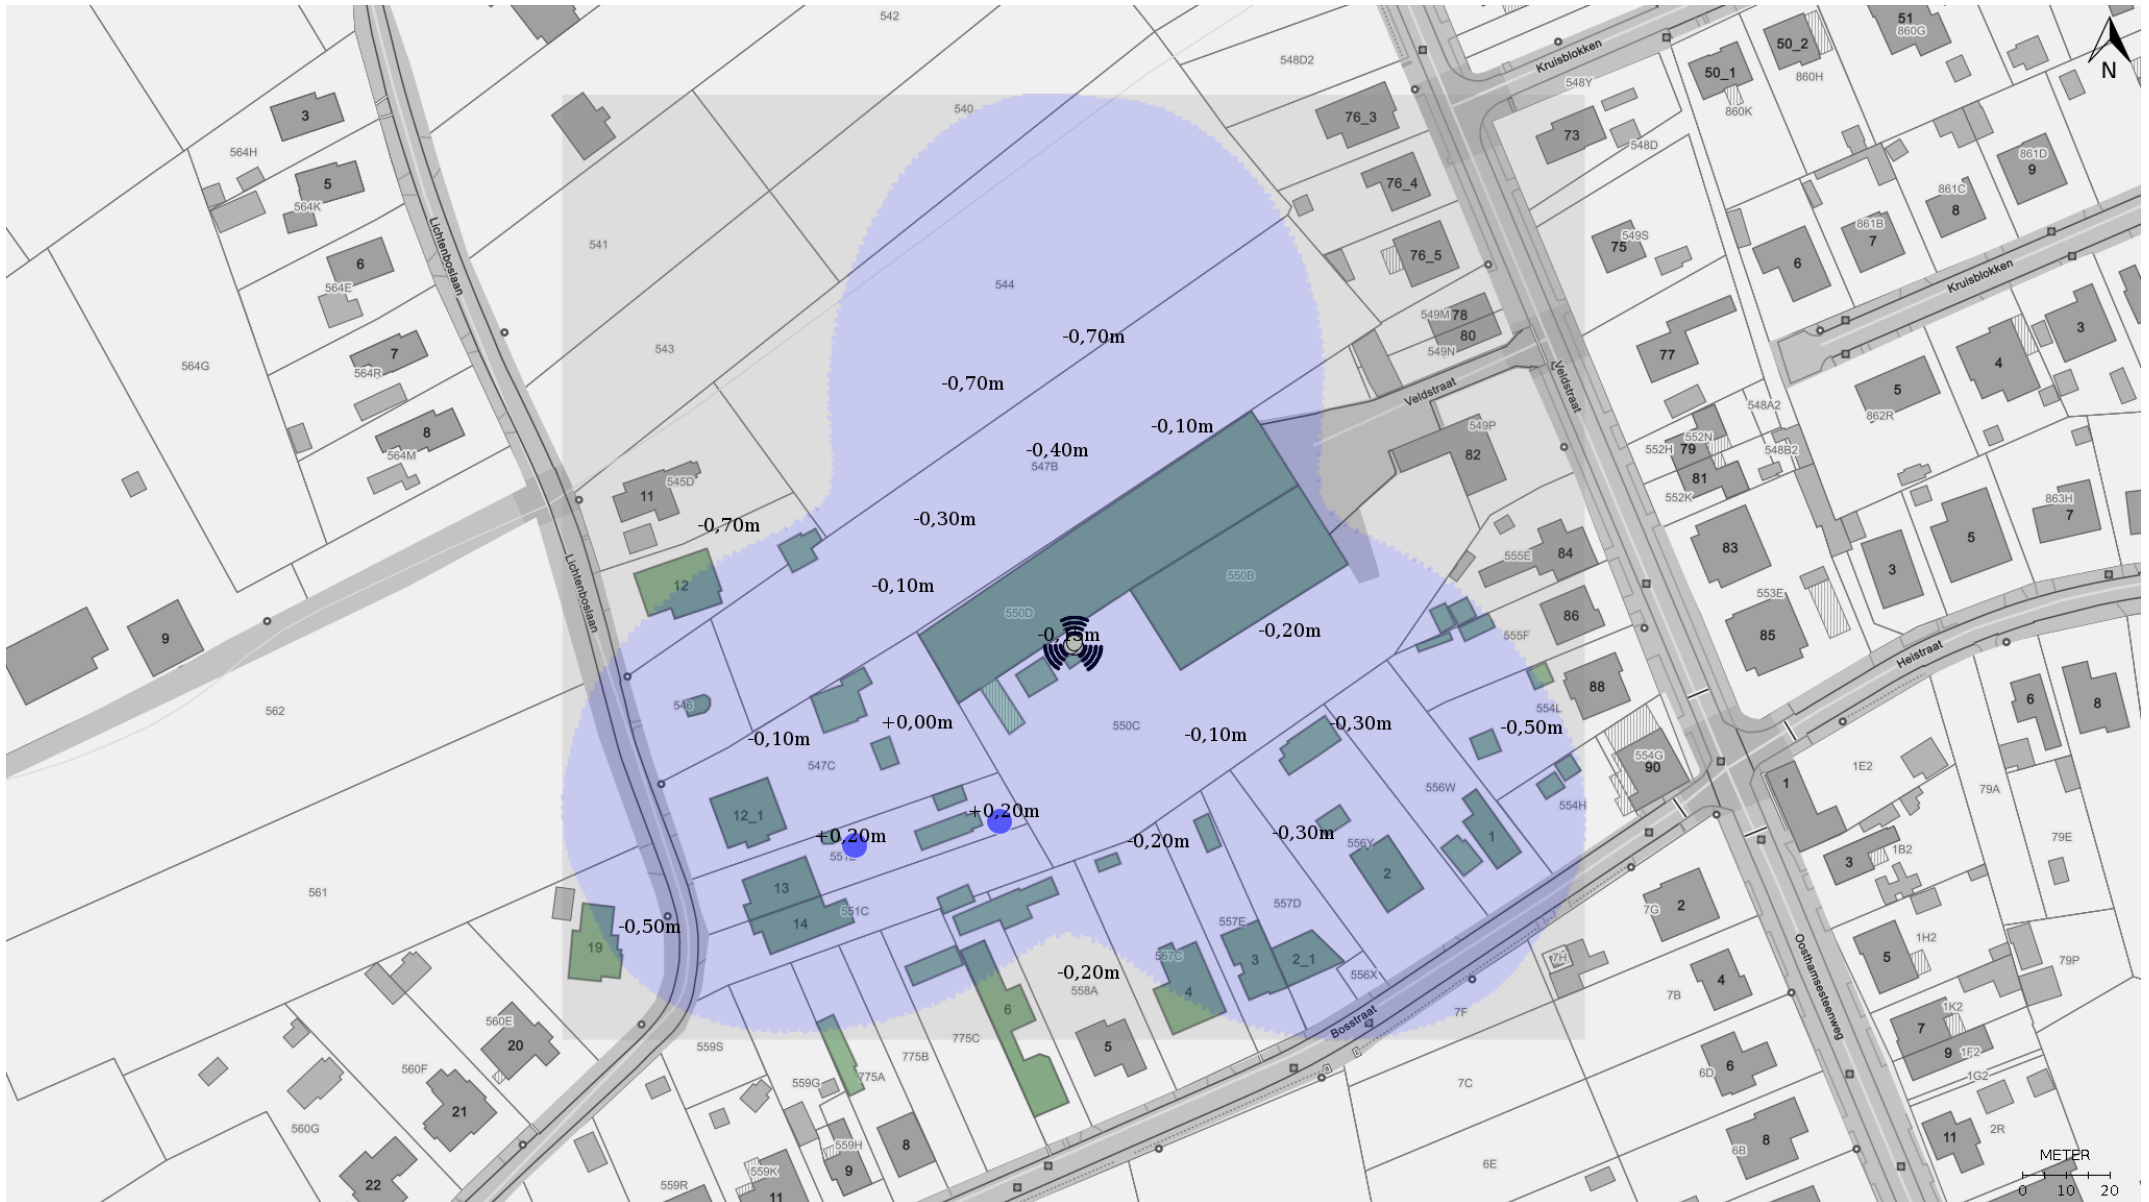 542
51
860G
548D2
Kruisblokken
50_2
860H
50_1
860K
N
548Y
540
3
76_3
73
564H
548D
861D
9
5
76_4
861C
8
564K
861B
7
541
Lichtenboslaan
76_5
75
549S
6
6
564E
544
Kruisblokken
549M
78
80
-0,70m
543
549N
77
3
7
564G
564R
-0,70m
Veldstraat
Veldstraat
4
5
548A2
862R
-0,10m
549P
8
564M
552N
552H
79
548B2
-0,40m
547B
82
81
545D
11
552K
863H
7
-0,30m
-0,70m
83
5
84
555E
Lichtenboslaan
12
-0,10m
550B
3
553E
550D
86
9
-0,20m
555F
85
Heistraat
88
6
8
562
546
554L
+0,00m
550C
-0,30m
-0,50m
-0,10m
-0,10m
554G
90
547C
1E2
1
556W
79A
12_1
+0,20m
554H
+0,20m
-0,30m
1
-0,20m
556Y
79E
1B2
3
551C
13
2
561
557D
14
557E
7G
2
-0,50m
19
Oosthamsesteenweg
1H2
5
557C
3
2_1
79P
-0,20m
558A
556X
7H
4
4
7B
6
7F
1K2
7
560E
20
Bosstraat
775C
559S
5
775B
9
1F2
6
560F
775A
6D
1G2
7C
559G
21
560G
2R
11
8
8
559H
6B
METER
6E
559K
9
22
559R
11
0 10 20